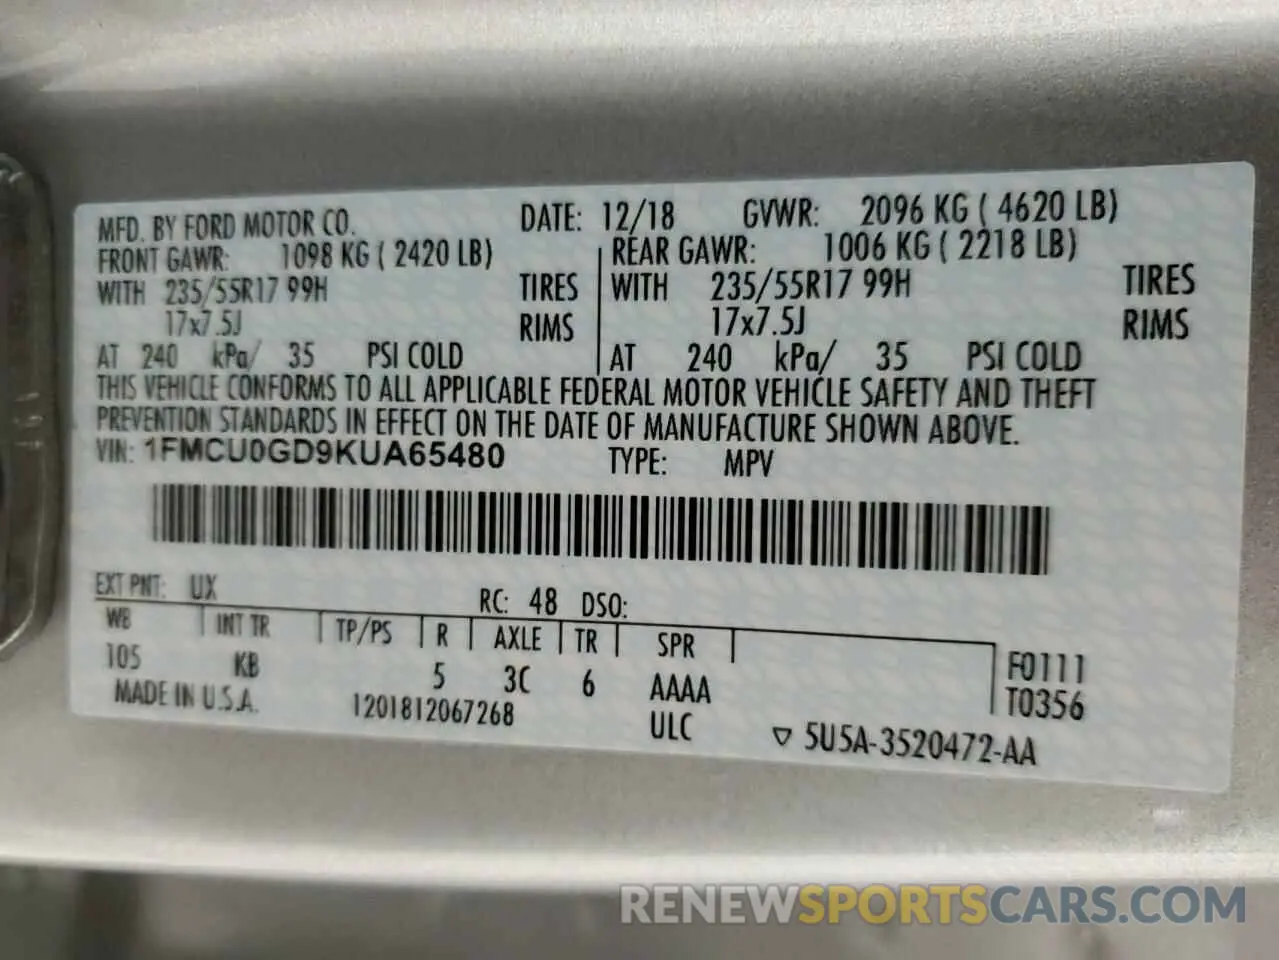 MFD. BY FORD MOTOR CO. DATE: 12/18 GVWR: 2096 KG ( 4620 LB)
FRONT GAWR: 1098 KG ( 2420 LB) REAR GAWR: 1006 KG ( 2218 LB)
WITH 235/55R17 99H TIRES WITH 235/55R17 99H TIRES
17x7.5J RIMS 17x7.5J RIMS
AT 240 kPa/ 35 PSI COLD AT 240 kPa/ 35 PSI COLD
THIS VEHICLE CONFORMS TO ALL APPLICABLE FEDERAL MOTOR VEHICLE SAFETY AND THEFT
PREVENTION STANDARDS IN EFFECT ON THE DATE OF MANUFACTURE SHOWN ABOVE.
VIN: 1FMCU0GD9KUA65480 TYPE: MPV
EXT PNT: UX RC: 48 DSO:
WB INT TR TP/PS R AXLE TR SPR
105 KB 5 3C 6 AAAA F0111
T0356
MADE IN U.S.A. 1201812067268 ULC ▽ 5U5A-3520472-AA
RENEWSPORTSCARS.COM